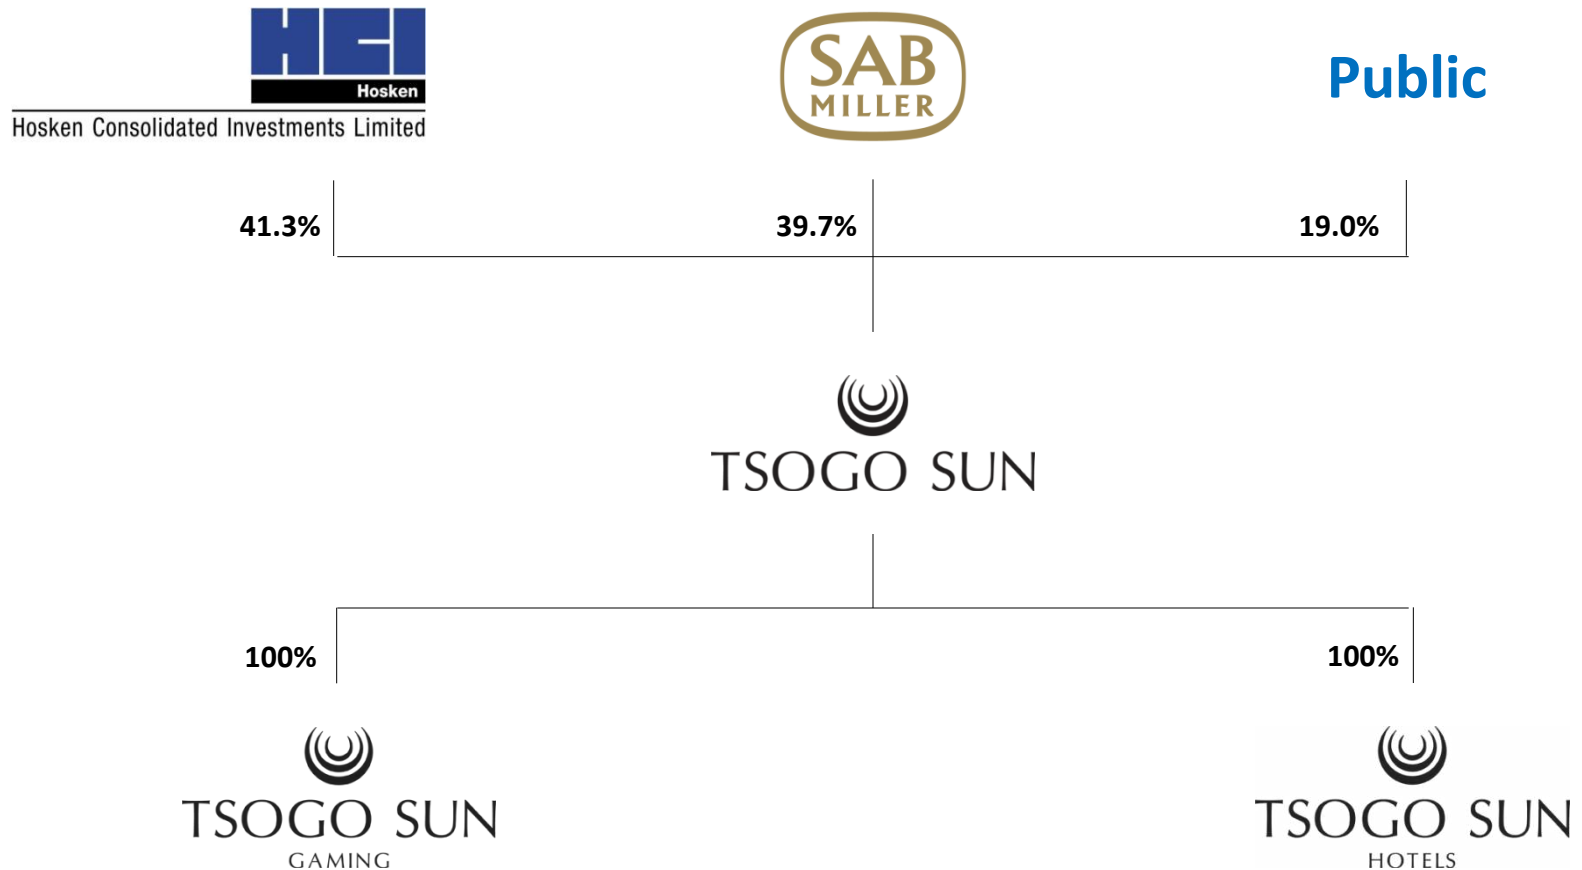 HCI
Hosken
Hosken Consolidated Investments Limited
SAB
MILLER
Public
41.3%
39.7%
19.0%
TSOGO SUN
100%
100%
TSOGO SUN
GAMING
TSOGO SUN
HOTELS